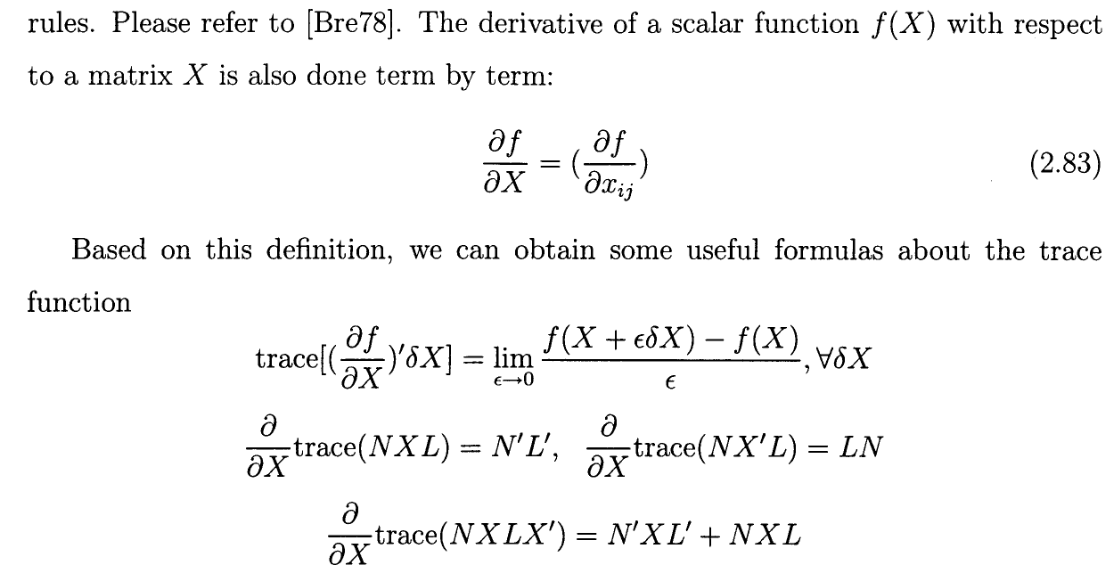 rules. Please refer to [Bre78]. The derivative of a scalar function f(X) with respect
to a matrix X is also done term by term:
∂f/∂X = (∂f/∂x_{ij}) (2.83)
Based on this definition, we can obtain some useful formulas about the trace
function
trace[(∂f/∂X)′δX] = lim_{ϵ→0} (f(X + ϵδX) − f(X))/ϵ, ∀δX
∂/∂X trace(NXL) = N′L′, ∂/∂X trace(NX′L) = LN
∂/∂X trace(NXLX′) = N′XL′ + NXL